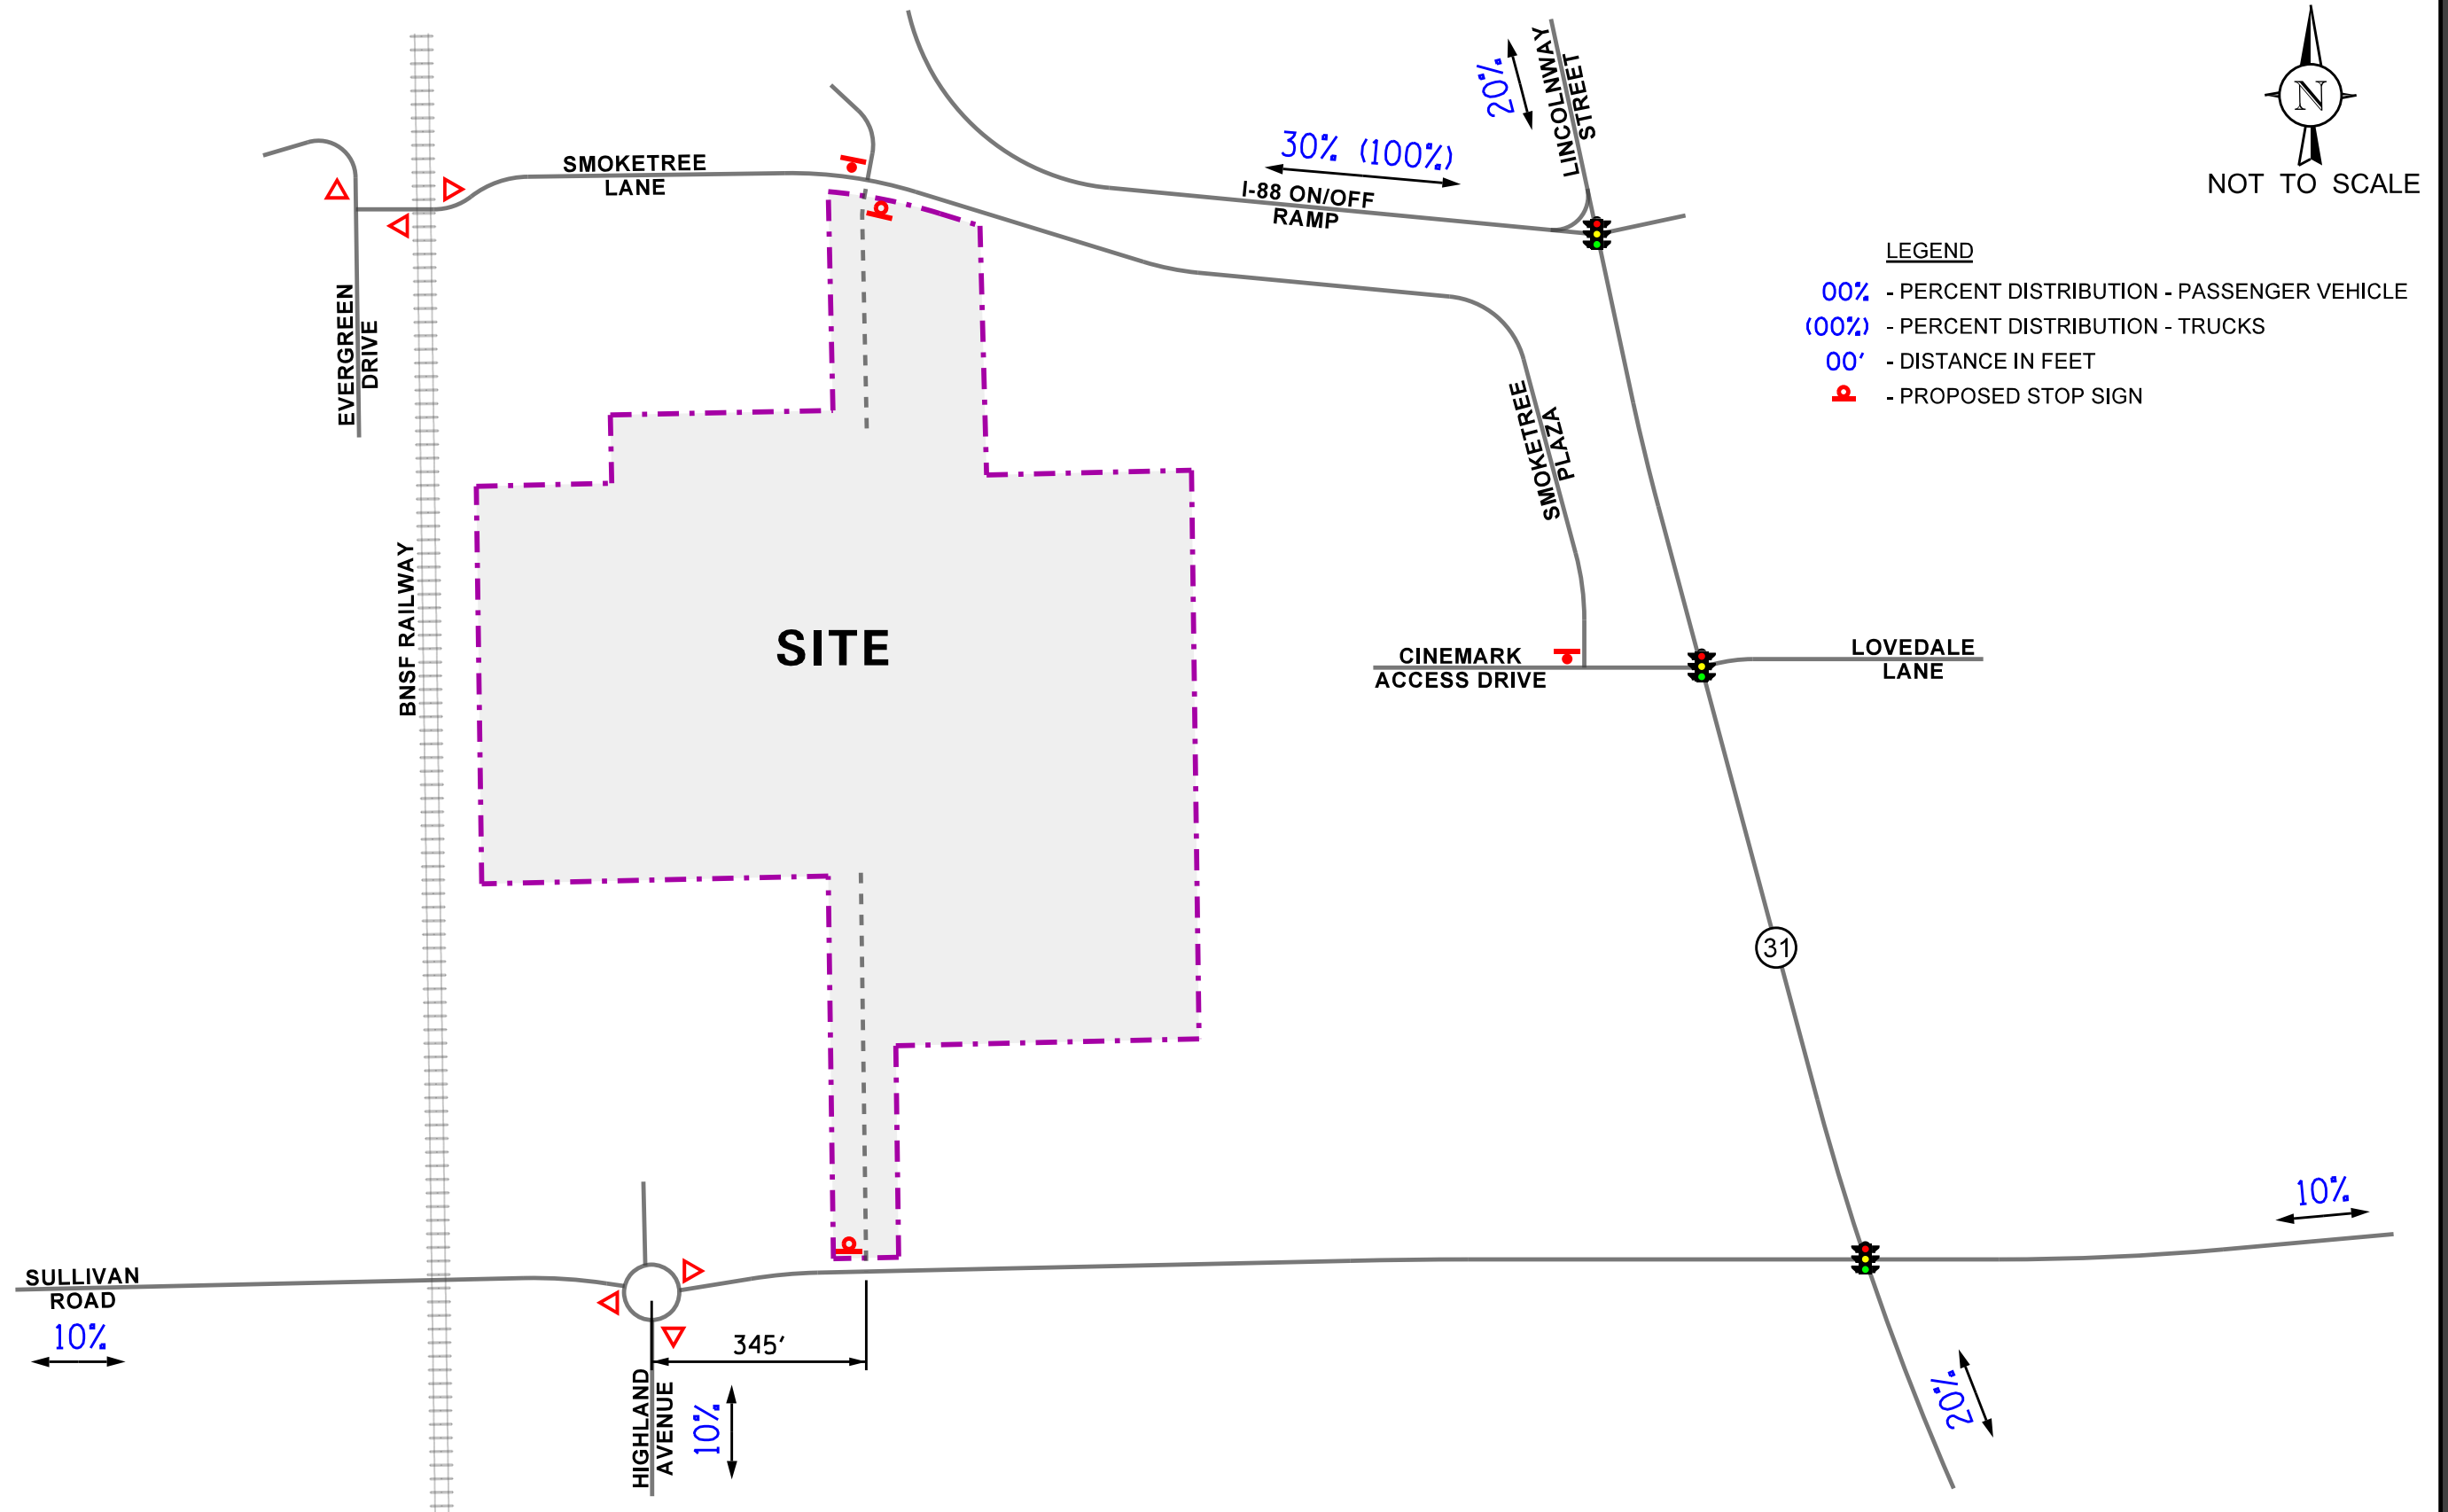 LINCOLNWAY
STREET
20%
30% (100%)
I-88 ON/OFF
RAMP
N
NOT TO SCALE
SMOKETREE
LANE
LEGEND
00% - PERCENT DISTRIBUTION - PASSENGER VEHICLE
(00%) - PERCENT DISTRIBUTION - TRUCKS
00' - DISTANCE IN FEET
- PROPOSED STOP SIGN
EVERGREEN
DRIVE
SMOKETREE
PLAZA
BNSF RAILWAY
SITE
CINEMARK
ACCESS DRIVE
LOVEDALE
LANE
31
10%
SULLIVAN
ROAD
10%
345'
HIGHLAND
AVENUE
10%
20%